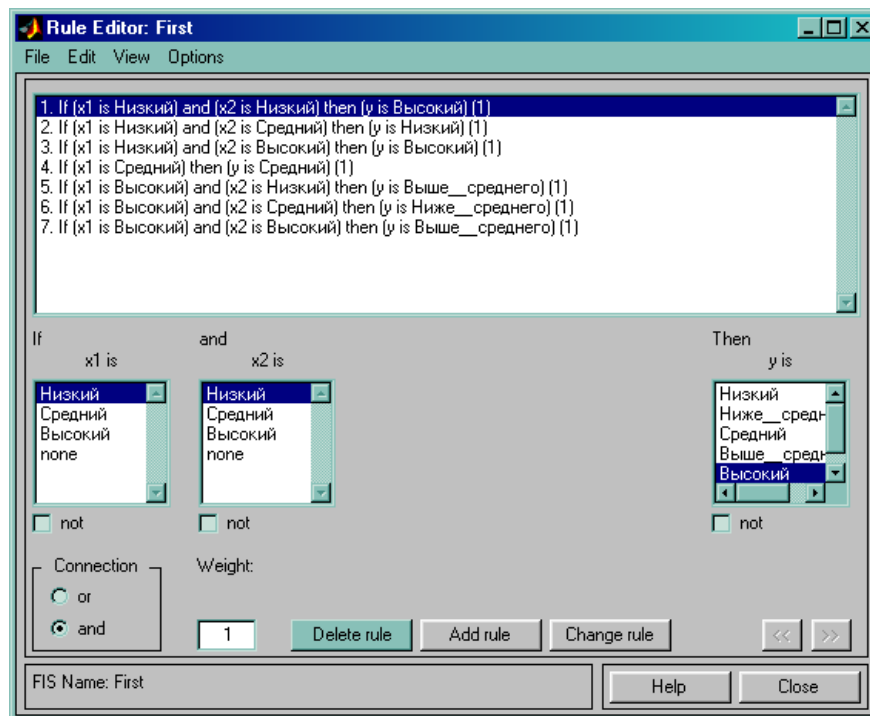 Rule Editor: First
File Edit View Options
1. If (x1 is Низкий) and (x2 is Низкий) then (y is Высокий) (1)
2. If (x1 is Низкий) and (x2 is Средний) then (y is Низкий) (1)
3. If (x1 is Низкий) and (x2 is Высокий) then (y is Высокий) (1)
4. If (x1 is Средний) then (y is Средний) (1)
5. If (x1 is Высокий) and (x2 is Низкий) then (y is Выше__среднего) (1)
6. If (x1 is Высокий) and (x2 is Средний) then (y is Ниже__среднего) (1)
7. If (x1 is Высокий) and (x2 is Высокий) then (y is Выше__среднего) (1)
If and Then
x1 is x2 is y is
Низкий Низкий Низкий
Средний Средний Ниже__средн
Высокий Высокий Средний
none none Выше__средн
Высокий
not not not
Connection Weight:
or
and 1 Delete rule Add rule Change rule << >>
FIS Name: First Help Close